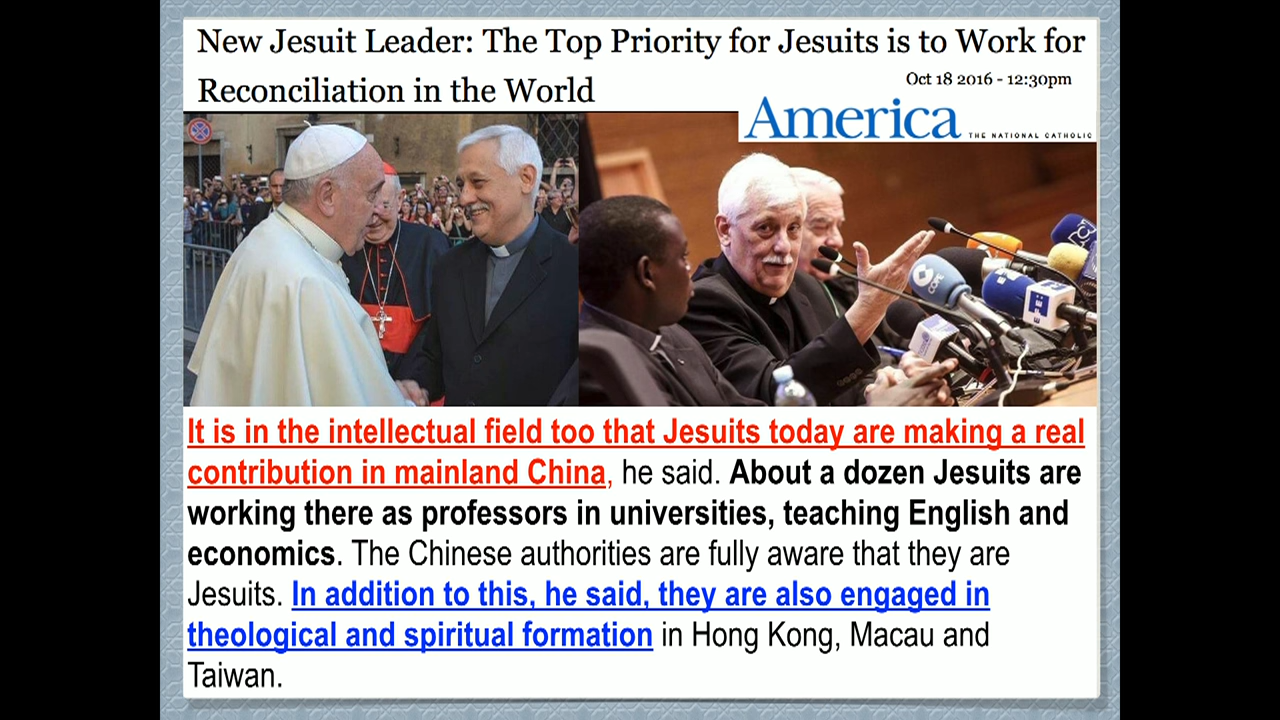 New Jesuit Leader: The Top Priority for Jesuits is to Work for
Reconciliation in the World
Oct 18 2016 - 12:30pm
America
THE NATIONAL CATHOLIC
COPE
It is in the intellectual field too that Jesuits today are making a real
contribution in mainland China, he said. About a dozen Jesuits are
working there as professors in universities, teaching English and
economics. The Chinese authorities are fully aware that they are
Jesuits. In addition to this, he said, they are also engaged in
theological and spiritual formation in Hong Kong, Macau and
Taiwan.